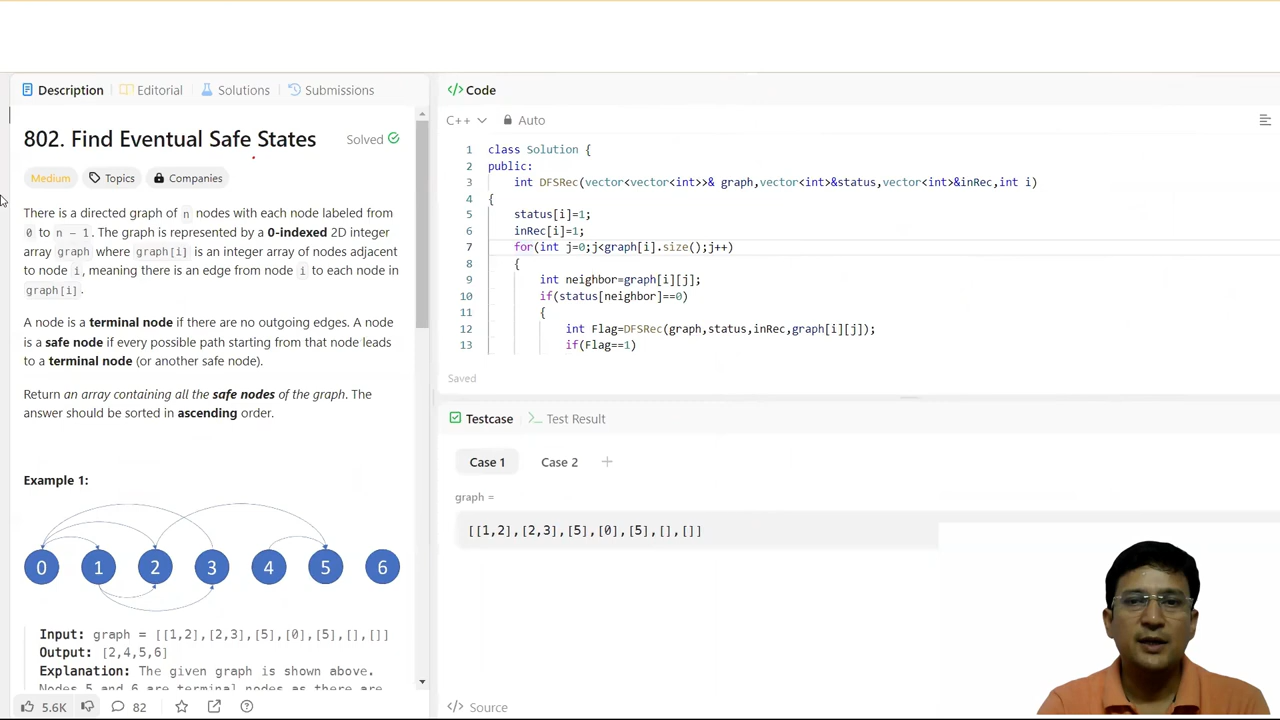 Description Editorial Solutions Submissions
802. Find Eventual Safe States Solved
Medium Topics Companies
There is a directed graph of n nodes with each node labeled from
0 to n - 1. The graph is represented by a 0-indexed 2D integer
array graph where graph[i] is an integer array of nodes adjacent
to node i, meaning there is an edge from node i to each node in
graph[i].
A node is a terminal node if there are no outgoing edges. A node
is a safe node if every possible path starting from that node leads
to a terminal node (or another safe node).
Return an array containing all the safe nodes of the graph. The
answer should be sorted in ascending order.
Example 1:
0 1 2 3 4 5 6
Input: graph = [[1,2],[2,3],[5],[0],[5],[],[]]
Output: [2,4,5,6]
Explanation: The given graph is shown above.
Nodes 5 and 6 are terminal nodes as there are
5.6K 82
</> Code
C++ Auto
1 class Solution {
2 public:
3 int DFSRec(vector<vector<int>>& graph,vector<int>&status,vector<int>&inRec,int i)
4 {
5 status[i]=1;
6 inRec[i]=1;
7 for(int j=0;j<graph[i].size();j++)
8 {
9 int neighbor=graph[i][j];
10 if(status[neighbor]==0)
11 {
12 int Flag=DFSRec(graph,status,inRec,graph[i][j]);
13 if(Flag==1)
Saved
Testcase >_ Test Result
Case 1 Case 2 +
graph =
[[1,2],[2,3],[5],[0],[5],[],[]]
</> Source